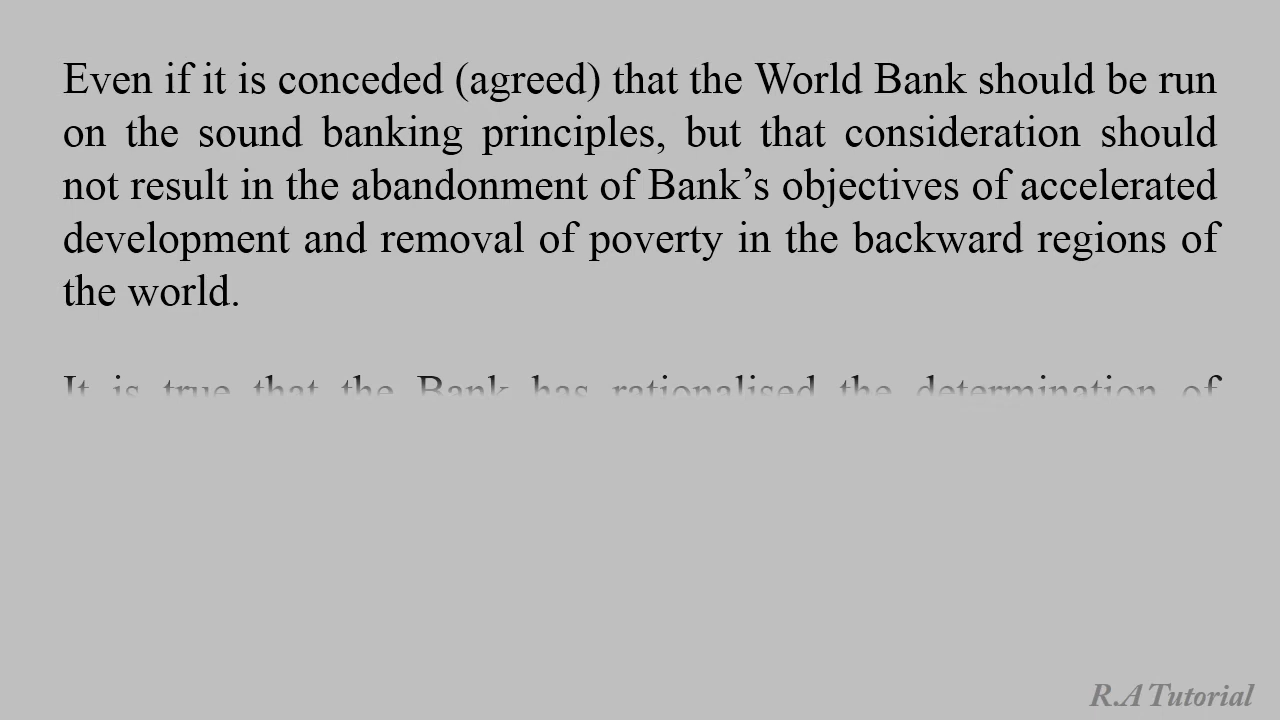 Even if it is conceded (agreed) that the World Bank should be run
on the sound banking principles, but that consideration should
not result in the abandonment of Bank's objectives of accelerated
development and removal of poverty in the backward regions of
the world.
It is true that the Bank has rationalised the determination of
R.A Tutorial